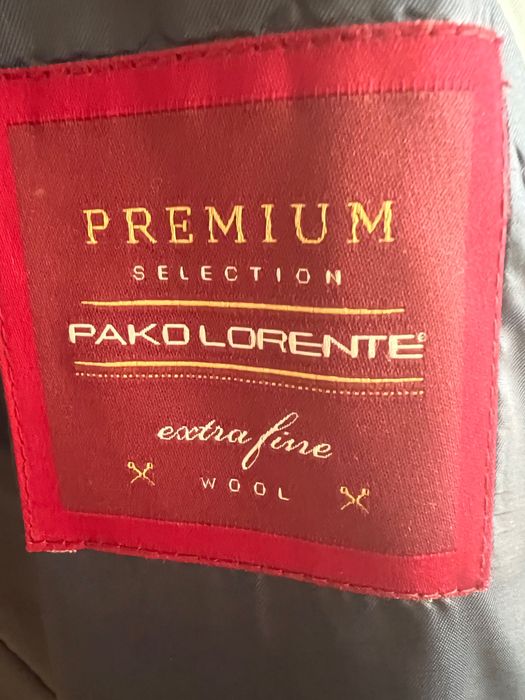 PREMIUM
SELECTION
PAKO LORENTE®
extra fine
WOOL